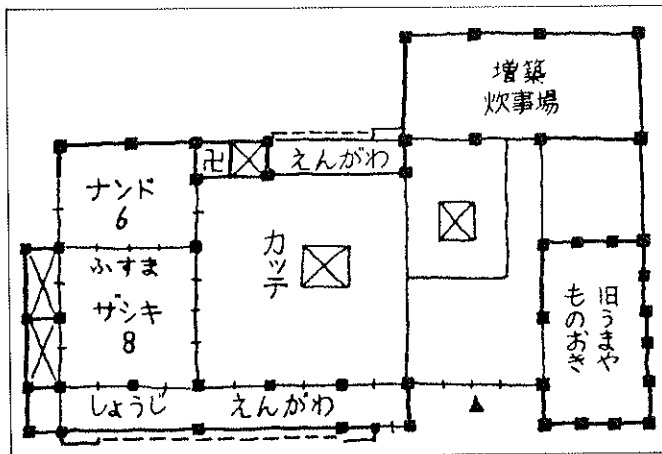 増築
炊事場
卍
えんがわ
ナンド
6
ふすま
ザシキ
8
カッテ
旧うまや
ものおき
しょうじ
えんがわ